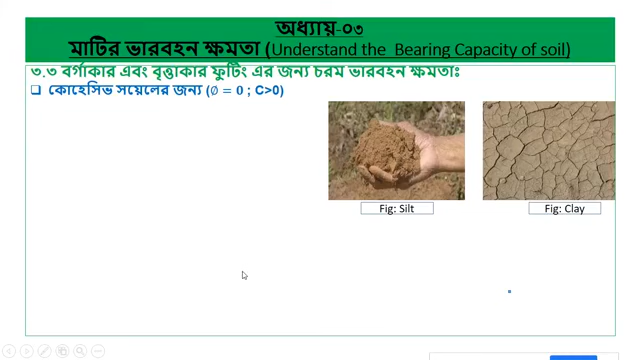 অধ্যায়-০৩
মাটির ভারবহন ক্ষমতা (Understand the Bearing Capacity of soil)
৩.৩ বর্গাকার এবং বৃত্তাকার ফুটিং এর জন্য চরম ভারবহন ক্ষমতাঃ
❑ কোহেসিভ সয়েলের জন্য (∅ = 0 ; C>0)
Fig: Silt
Fig: Clay